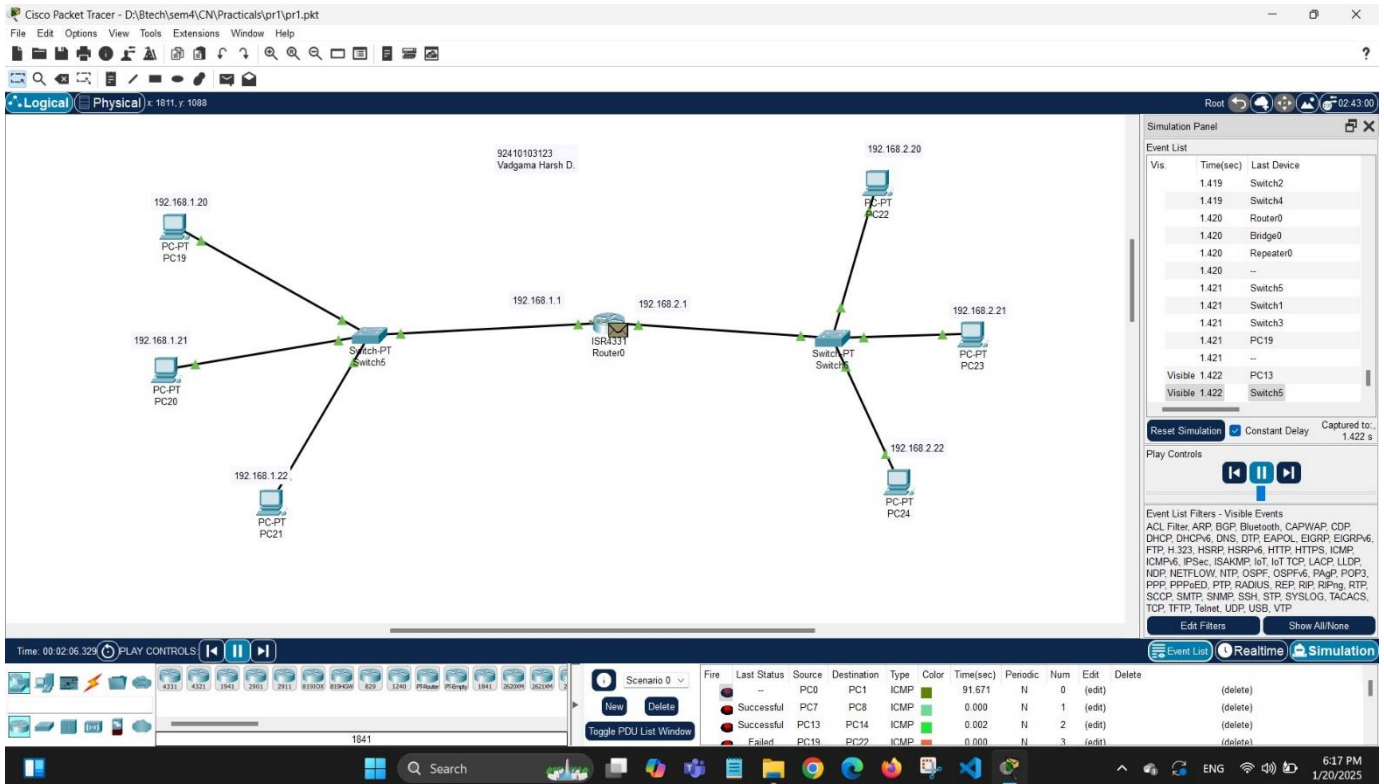 Cisco Packet Tracer - D:\Btech\sem4\CN\Practicals\pr1\pr1.pkt
File Edit Options View Tools Extensions Window Help
?
Logical Physical x: 1811, y: 1088
Root 02:43:00
92410103123
Vadgama Harsh D.
192.168.1.20
PC-PT
PC19
192.168.1.21
PC-PT
PC20
192.168.1.22
PC-PT
PC21
Switch-PT
Switch5
192.168.1.1
192.168.2.1
ISR4331
Router0
Switch-PT
192.168.2.20
PC-PT
PC22
192.168.2.21
PC-PT
PC23
192.168.2.22
PC-PT
PC24
Simulation Panel
Event List
Vis. Time(sec) Last Device
1.419 Switch2
1.419 Switch4
1.420 Router0
1.420 Bridge0
1.420 Repeater0
1.420 --
1.421 Switch5
1.421 Switch1
1.421 Switch3
1.421 PC19
1.421 --
Visible 1.422 PC13
Visible 1.422 Switch5
Reset Simulation Constant Delay Captured to:
1.422 s
Play Controls
Event List Filters - Visible Events
ACL Filter, ARP, BGP, Bluetooth, CAPWAP, CDP,
DHCP, DHCPv6, DNS, DTP, EAPOL, EIGRP, EIGRPv6,
FTP, H.323, HSRP, HSRPv6, HTTP, HTTPS, ICMP,
ICMPv6, IPSec, ISAKMP, IoT, IoT TCP, LACP, LLDP,
NDP, NETFLOW, NTP, OSPF, OSPFv6, PAgP, POP3,
PPP, PPPoED, PTP, RADIUS, REP, RIP, RIPng, RTP,
SCCP, SMTP, SNMP, SSH, STP, SYSLOG, TACACS,
TCP, TFTP, Telnet, UDP, USB, VTP
Edit Filters Show All/None
Time: 00:02:06.329 PLAY CONTROLS:
Event List Realtime Simulation
4331 4321 1941 2901 2911 819IOX 819HGW 829 1240 PT-Router PT-Empty 1841 2620XM 2621XM 2
1841
Scenario 0
New Delete
Toggle PDU List Window
Fire Last Status Source Destination Type Color Time(sec) Periodic Num Edit Delete
-- PC0 PC1 ICMP 91.671 N 0 (edit) (delete)
Successful PC7 PC8 ICMP 0.000 N 1 (edit) (delete)
Successful PC13 PC14 ICMP 0.002 N 2 (edit) (delete)
Failed PC19 PC22 ICMP 0.000 N 3 (edit) (delete)
Search
ENG
6:17 PM
1/20/2025